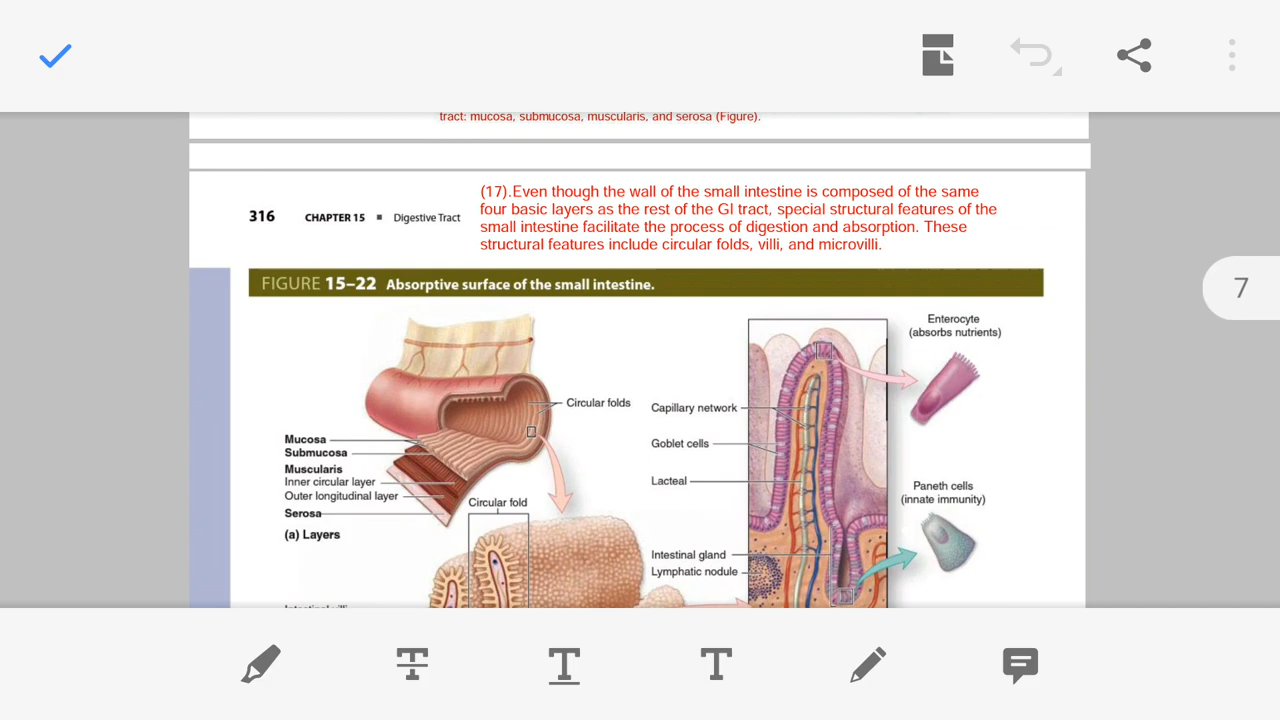 tract: mucosa, submucosa, muscularis, and serosa (Figure).
(17).Even though the wall of the small intestine is composed of the same
four basic layers as the rest of the GI tract, special structural features of the
small intestine facilitate the process of digestion and absorption. These
structural features include circular folds, villi, and microvilli.
316 CHAPTER 15 ■ Digestive Tract
FIGURE 15–22 Absorptive surface of the small intestine.
Enterocyte
(absorbs nutrients)
Circular folds
Capillary network
Goblet cells
Lacteal
Mucosa
Submucosa
Muscularis
Inner circular layer
Outer longitudinal layer
Serosa
(a) Layers
Circular fold
Paneth cells
(innate immunity)
Intestinal gland
Lymphatic nodule
7